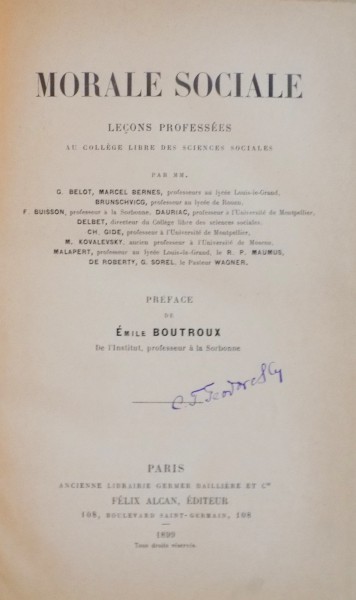 MORALE SOCIALE
LEÇONS PROFESSÉES
AU COLLÈGE LIBRE DES SCIENCES SOCIALES
PAR MM.
G. BELOT, MARCEL BERNES, professeurs au lycée Louis-le-Grand,
BRUNSCHVICG, professeur au lycée de Rouen,
F. BUISSON, professeur à la Sorbonne, DAURIAC, professeur à l'Université de Montpellier,
DELBET, directeur du Collège libre des sciences sociales.
CH. GIDE, professeur à l'Université de Montpellier,
M. KOVALEVSKY, ancien professeur à l'Université de Moscou,
MALAPERT, professeur au lycée Louis-le-Grand, le R. P. MAUMUS,
DE ROBERTY, G. SOREL, le Pasteur WAGNER.
PREFACE
DE
ÉMILE BOUTROUX
De l'Institut, professeur à la Sorbonne
PARIS
ANCIENNE LIBRAIRIE GERMER BAILLIÈRE ET Cie
FÉLIX ALCAN, ÉDITEUR
108, BOULEVARD SAINT-GERMAIN, 108
1899
Tous droits réservés.